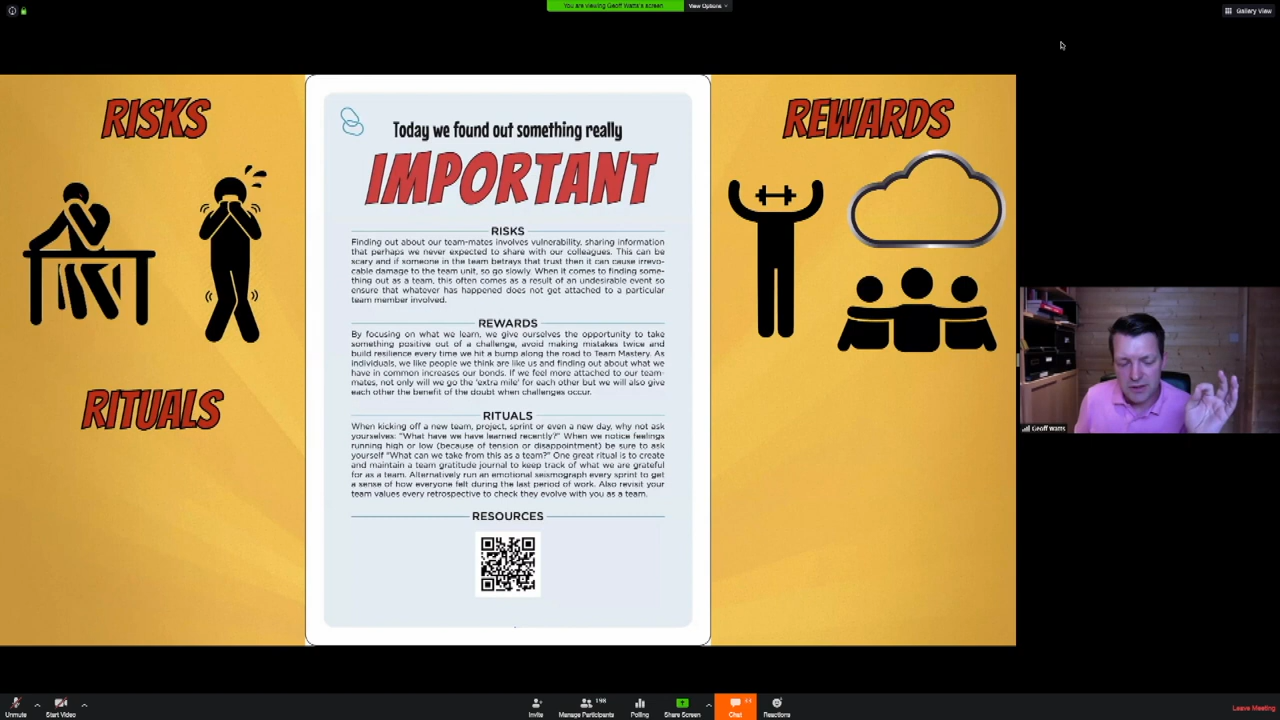 You are viewing Geoff Watts's screen
View Options
Gallery View
RISKS
REWARDS
RITUALS
Today we found out something really
IMPORTANT
RISKS
Finding out about our team-mates involves vulnerability, sharing information
that perhaps we never expected to share with our colleagues. This can be
scary and if someone in the team betrays that trust then it can cause irrevo-
cable damage to the team unit, so go slowly. When it comes to finding some-
thing out as a team, this often comes as a result of an undesirable event so
ensure that whatever has happened does not get attached to a particular
team member involved.
REWARDS
By focusing on what we learn, we give ourselves the opportunity to take
something positive out of a challenge, avoid making mistakes twice and
build resilience every time we hit a bump along the road to Team Mastery. As
individuals, we like people we think are like us and finding out about what we
have in common increases our bonds. If we feel more attached to our team-
mates, not only will we go the 'extra mile' for each other but we will also give
each other the benefit of the doubt when challenges occur.
RITUALS
When kicking off a new team, project, sprint or even a new day, why not ask
yourselves: "What have we have learned recently?" When we notice feelings
running high or low (because of tension or disappointment) be sure to ask
yourself "What can we take from this as a team?" One great ritual is to create
and maintain a team gratitude journal to keep track of what we are grateful
for as a team. Alternatively run an emotional seismograph every sprint to get
a sense of how everyone felt during the last period of work. Also revisit your
team values every retrospective to check they evolve with you as a team.
RESOURCES
Geoff Watts
Unmute
Start Video
Invite
198
Manage Participants
Polling
Share Screen
Chat
Reactions
Leave Meeting